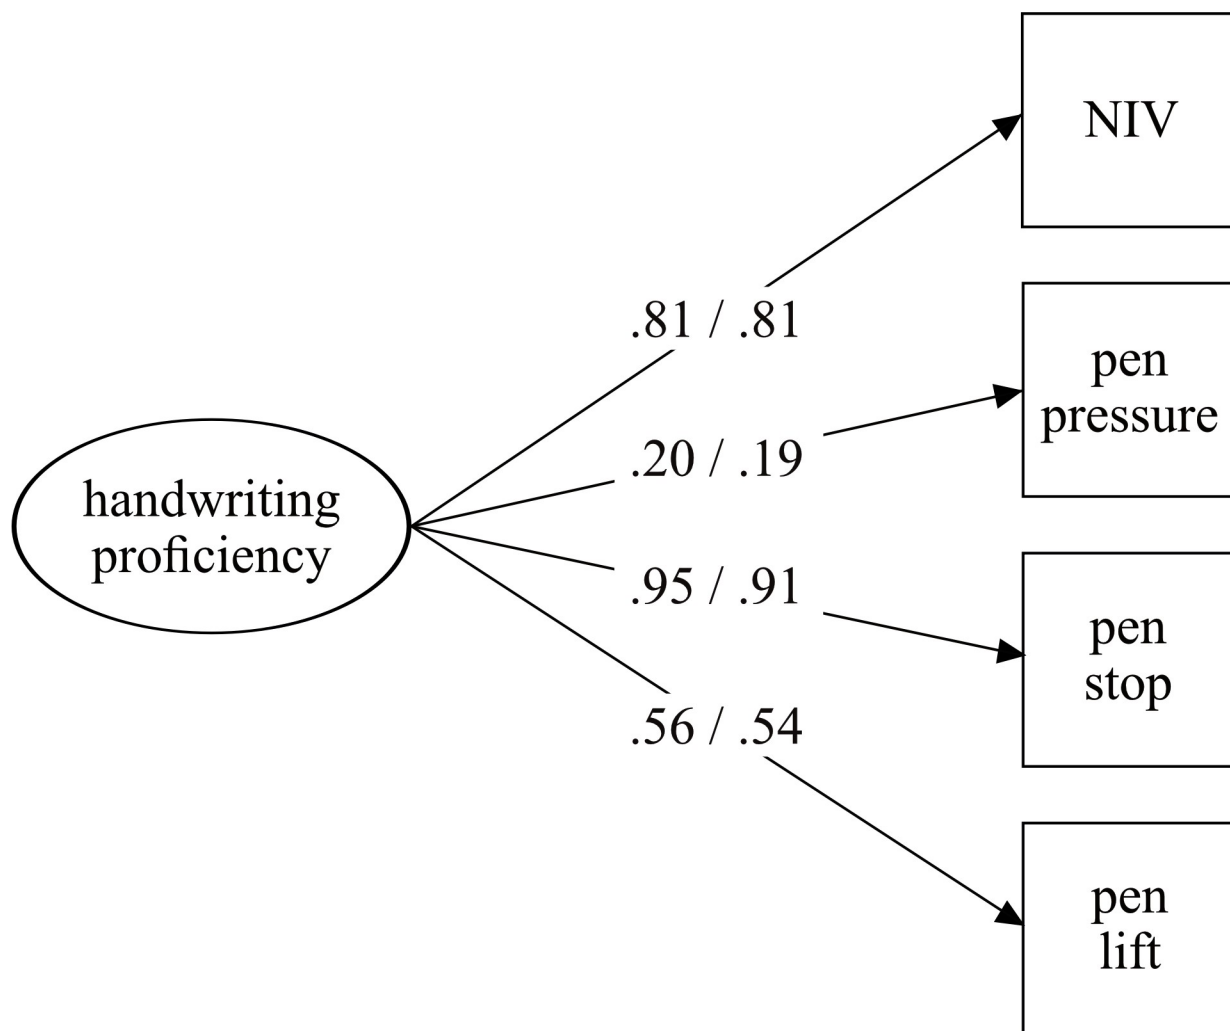 NIV
.81 / .81
pen
pressure
.20 / .19
handwriting
proficiency
.95 / .91
pen
stop
.56 / .54
pen
lift